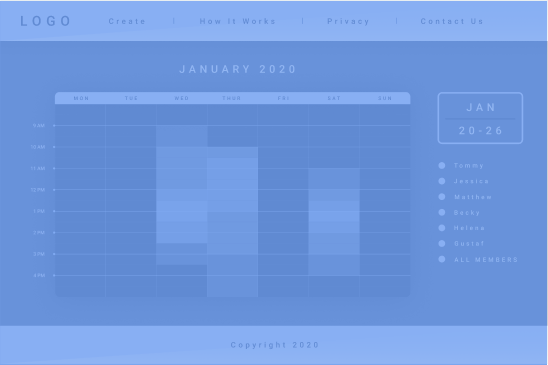 LOGO Create | How It Works | Privacy | Contact Us
JANUARY 2020
MON TUE WED THUR FRI SAT SUN
JAN
20-26
9 AM
10 AM
11 AM
12 PM
1 PM
2 PM
3 PM
4 PM
Tommy
Jessica
Matthew
Becky
Helena
Gustaf
ALL MEMBERS
Copyright 2020